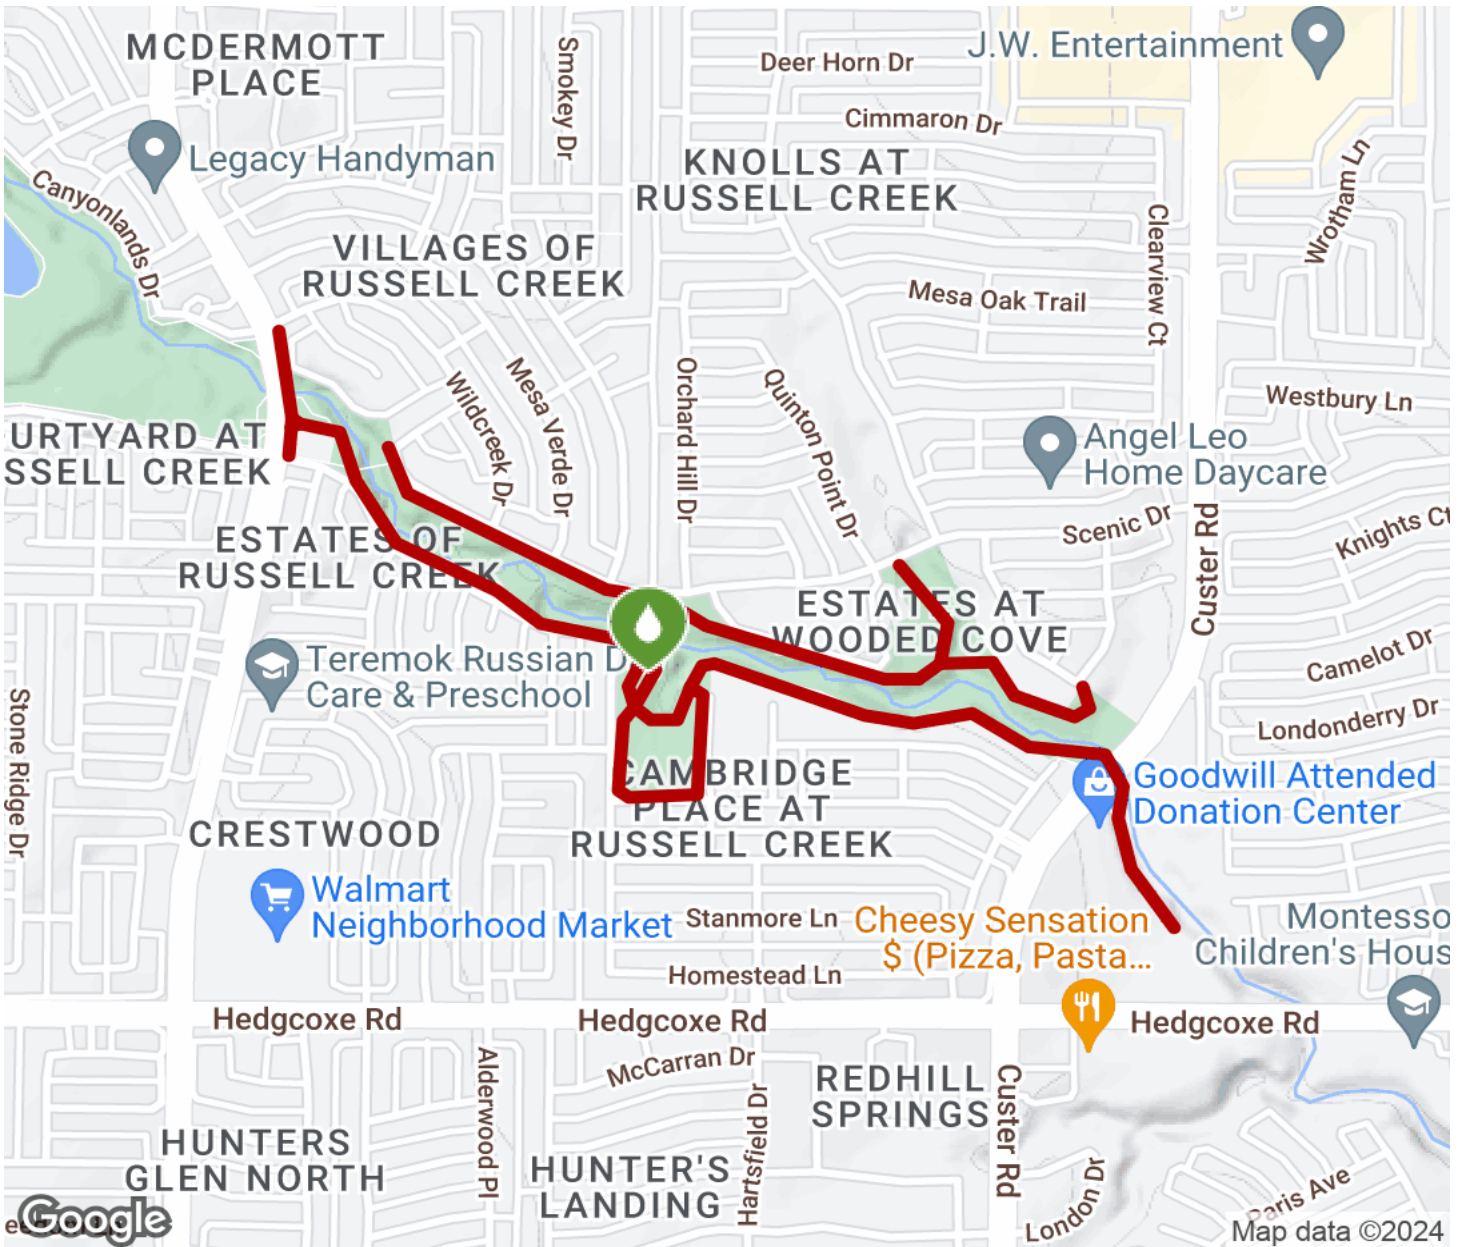 MCDERMOTT
PLACE
Smokey Dr
Deer Horn Dr
J.W. Entertainment
Cimmaron Dr
Legacy Handyman
KNOLLS AT
RUSSELL CREEK
Wrotham Ln
Canyonlands Dr
Clearview Ct
VILLAGES OF
RUSSELL CREEK
Mesa Oak Trail
Mesa Verde Dr
Wildcreek Dr
Orchard Hill Dr
Quinton Point Dr
Westbury Ln
URTYARD AT
SSELL CREEK
Angel Leo
Home Daycare
Scenic Dr
Knights Ct
Custer Rd
ESTATES OF
RUSSELL CREEK
ESTATES AT
WOODED COVE
Teremok Russian D
Care & Preschool
Camelot Dr
Londonderry Dr
Stone Ridge Dr
CAMBRIDGE
PLACE AT
RUSSELL CREEK
Goodwill Attended
Donation Center
CRESTWOOD
Walmart
Neighborhood Market
Stanmore Ln
Cheesy Sensation
$ (Pizza, Pasta...
Montesso
Children's Hous
Homestead Ln
Hedgcoxe Rd
Hedgcoxe Rd
Hedgcoxe Rd
Alderwood Pl
McCarran Dr
Hartsfield Dr
REDHILL
SPRINGS
Custer Rd
HUNTERS
GLEN NORTH
HUNTER'S
LANDING
London Dr
Paris Ave
Google
Map data ©2024